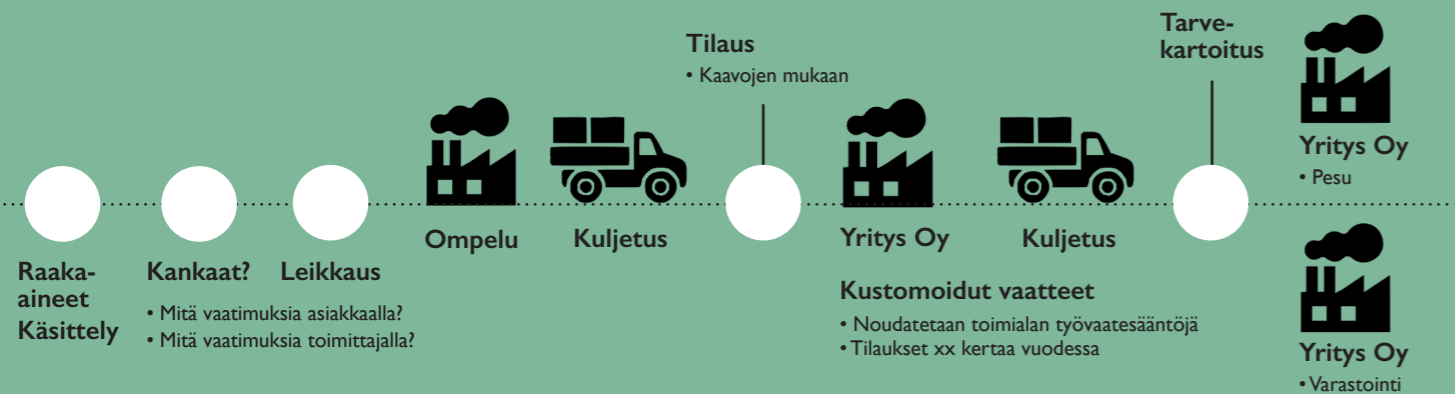 Raaka-
aineet
Käsittely
Kankaat?
• Mitä vaatimuksia asiakkaalla?
• Mitä vaatimuksia toimittajalla?
Leikkaus
Ompelu
Kuljetus
Tilaus
• Kaavojen mukaan
Yritys Oy
Kustomoidut vaatteet
• Noudatetaan toimialan työvaatesääntöjä
• Tilaukset xx kertaa vuodessa
Kuljetus
Tarve-
kartoitus
Yritys Oy
• Pesu
Yritys Oy
• Varastointi